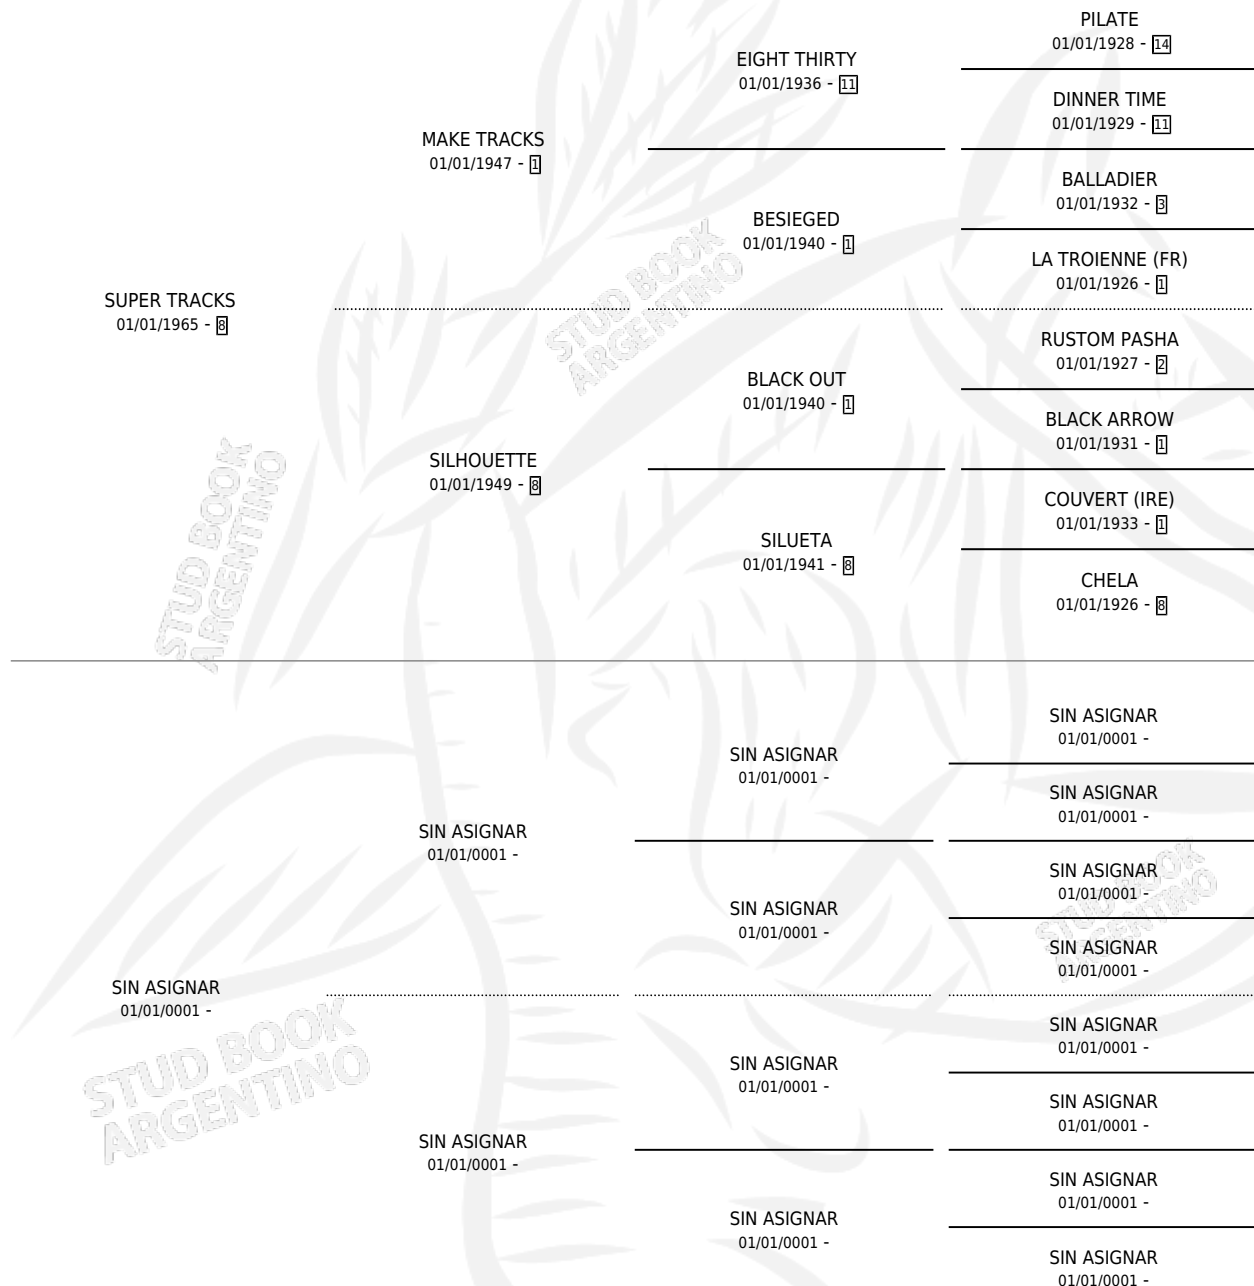 PILATE
01/01/1928 - 14
EIGHT THIRTY
01/01/1936 - 11
DINNER TIME
01/01/1929 - 11
MAKE TRACKS
01/01/1947 - 1
BALLADIER
01/01/1932 - 3
BESIEGED
01/01/1940 - 1
LA TROIENNE (FR)
01/01/1926 - 1
SUPER TRACKS
01/01/1965 - 8
RUSTOM PASHA
01/01/1927 - 2
BLACK OUT
01/01/1940 - 1
BLACK ARROW
01/01/1931 - 1
SILHOUETTE
01/01/1949 - 8
COUVERT (IRE)
01/01/1933 - 1
SILUETA
01/01/1941 - 8
CHELA
01/01/1926 - 8
STUD BOOK
ARGENTINO
STUD BOOK
ARGENTINO
SIN ASIGNAR
01/01/0001 -
SIN ASIGNAR
01/01/0001 -
SIN ASIGNAR
01/01/0001 -
SIN ASIGNAR
01/01/0001 -
SIN ASIGNAR
01/01/0001 -
SIN ASIGNAR
01/01/0001 -
SIN ASIGNAR
01/01/0001 -
SIN ASIGNAR
01/01/0001 -
SIN ASIGNAR
01/01/0001 -
SIN ASIGNAR
01/01/0001 -
SIN ASIGNAR
01/01/0001 -
SIN ASIGNAR
01/01/0001 -
SIN ASIGNAR
01/01/0001 -
SIN ASIGNAR
01/01/0001 -
SIN ASIGNAR
01/01/0001 -
STUD BOOK
ARGENTINO
STUD BOOK
ARGENTINO